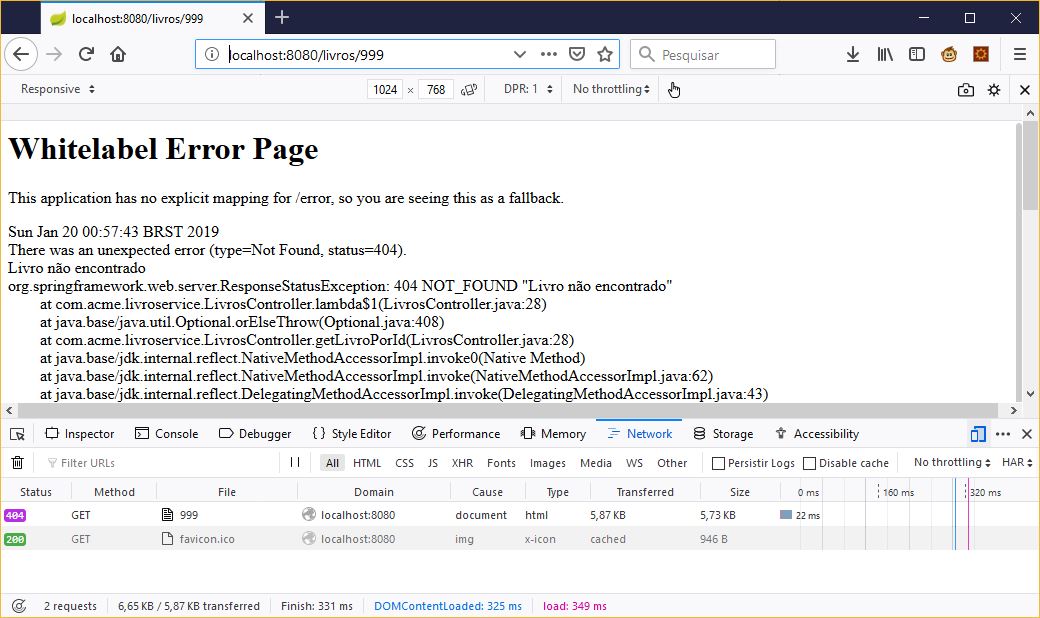 localhost:8080/livros/999
localhost:8080/livros/999
Pesquisar
Responsive
1024 × 768
DPR: 1
No throttling
Whitelabel Error Page
This application has no explicit mapping for /error, so you are seeing this as a fallback.
Sun Jan 20 00:57:43 BRST 2019
There was an unexpected error (type=Not Found, status=404).
Livro não encontrado
org.springframework.web.server.ResponseStatusException: 404 NOT_FOUND "Livro não encontrado"
at com.acme.livroservice.LivrosController.lambda$1(LivrosController.java:28)
at java.base/java.util.Optional.orElseThrow(Optional.java:408)
at com.acme.livroservice.LivrosController.getLivroPorId(LivrosController.java:28)
at java.base/jdk.internal.reflect.NativeMethodAccessorImpl.invoke0(Native Method)
at java.base/jdk.internal.reflect.NativeMethodAccessorImpl.invoke(NativeMethodAccessorImpl.java:62)
at java.base/jdk.internal.reflect.DelegatingMethodAccessorImpl.invoke(DelegatingMethodAccessorImpl.java:43)
Inspector Console Debugger Style Editor Performance Memory Network Storage Accessibility
Filter URLs All HTML CSS JS XHR Fonts Images Media WS Other Persistir Logs Disable cache No throttling HAR
Status Method File Domain Cause Type Transferred Size 0 ms 160 ms 320 ms
404 GET 999 localhost:8080 document html 5,87 KB 5,73 KB 22 ms
200 GET favicon.ico localhost:8080 img x-icon cached 946 B
2 requests 6,65 KB / 5,87 KB transferred Finish: 331 ms DOMContentLoaded: 325 ms load: 349 ms